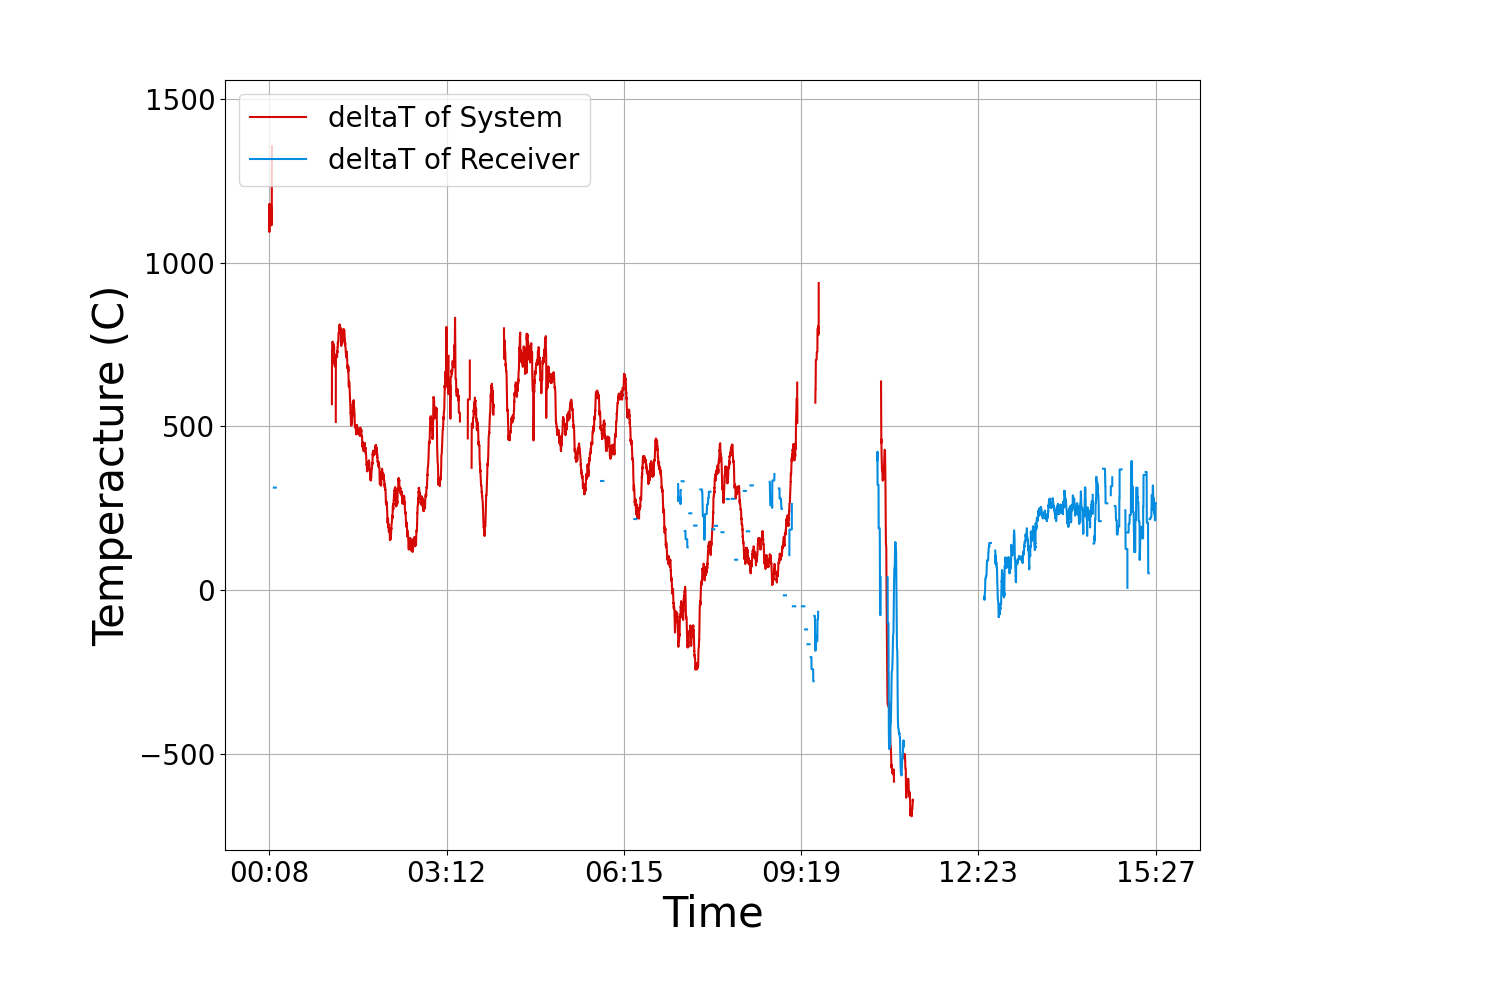 deltaT of System
deltaT of Receiver
1500
1000
500
0
−500
Temperacture (C)
00:08 03:12 06:15 09:19 12:23 15:27
Time